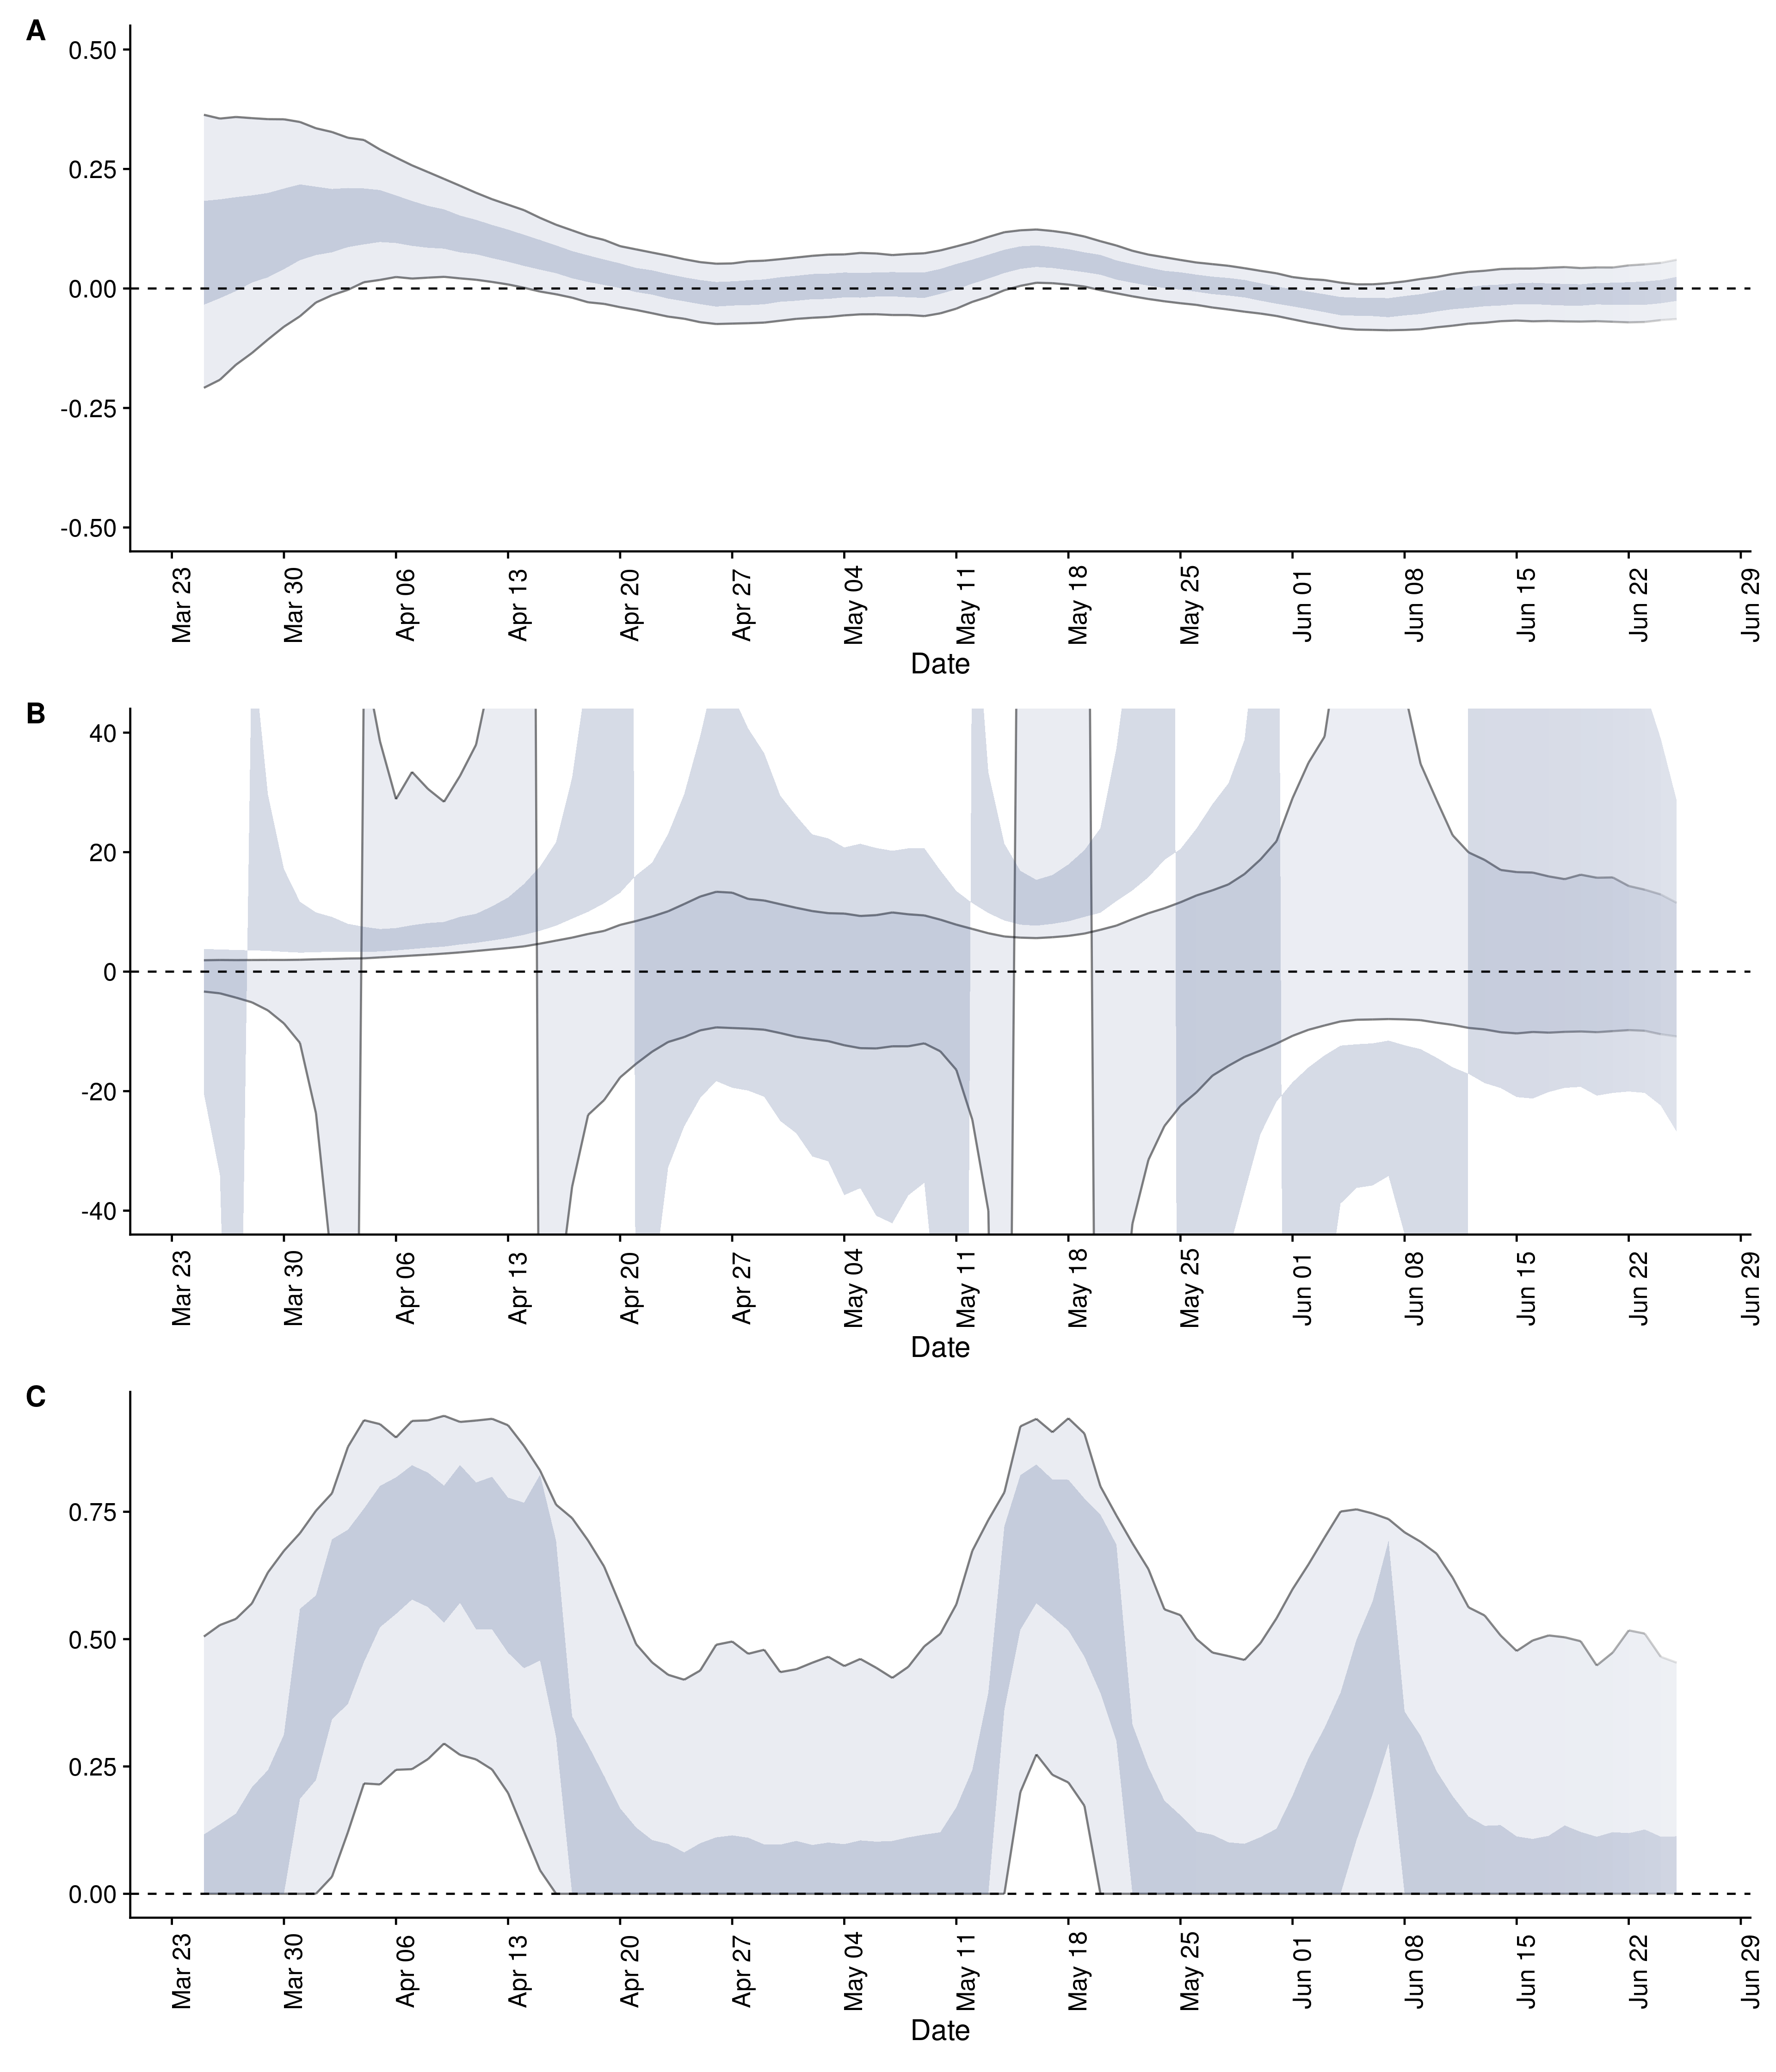 A
0.50
0.25
0.00
-0.25
-0.50
Mar 23
Mar 30
Apr 06
Apr 13
Apr 20
Apr 27
May 04
May 11
May 18
May 25
Jun 01
Jun 08
Jun 15
Jun 22
Jun 29
Date
B
40
20
0
-20
-40
Mar 23
Mar 30
Apr 06
Apr 13
Apr 20
Apr 27
May 04
May 11
May 18
May 25
Jun 01
Jun 08
Jun 15
Jun 22
Jun 29
Date
C
0.75
0.50
0.25
0.00
Mar 23
Mar 30
Apr 06
Apr 13
Apr 20
Apr 27
May 04
May 11
May 18
May 25
Jun 01
Jun 08
Jun 15
Jun 22
Jun 29
Date